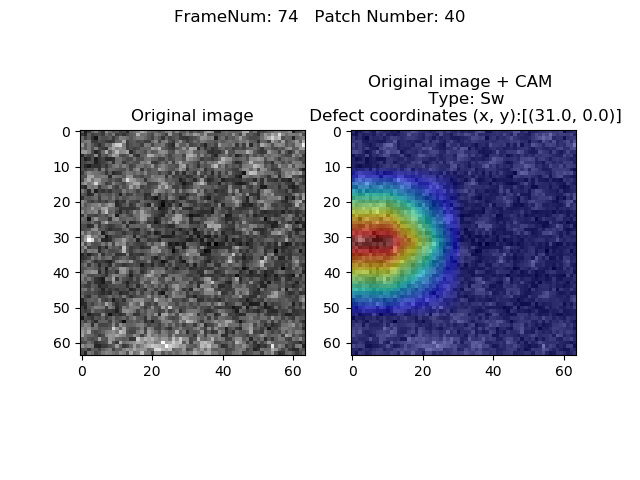 FrameNum: 74   Patch Number: 40
Original image
0
10
20
30
40
50
60
0 20 40 60
Original image + CAM
Type: Sw
Defect coordinates (x, y):[(31.0, 0.0)]
0
10
20
30
40
50
60
0 20 40 60